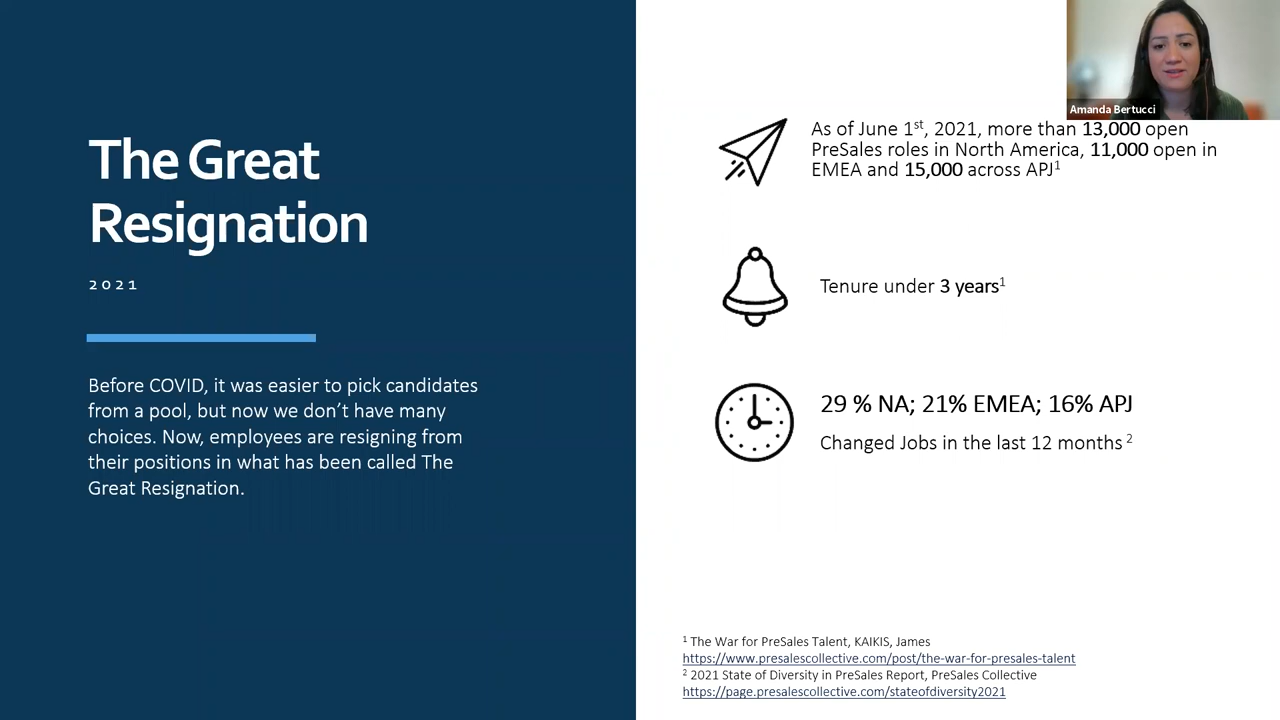 The Great
Resignation
2021
Before COVID, it was easier to pick candidates
from a pool, but now we don't have many
choices. Now, employees are resigning from
their positions in what has been called The
Great Resignation.
Amanda Bertucci
As of June 1st, 2021, more than 13,000 open
PreSales roles in North America, 11,000 open in
EMEA and 15,000 across APJ1
Tenure under 3 years1
29 % NA; 21% EMEA; 16% APJ
Changed Jobs in the last 12 months 2
1 The War for PreSales Talent, KAIKIS, James
https://www.presalescollective.com/post/the-war-for-presales-talent
2 2021 State of Diversity in PreSales Report, PreSales Collective
https://page.presalescollective.com/stateofdiversity2021